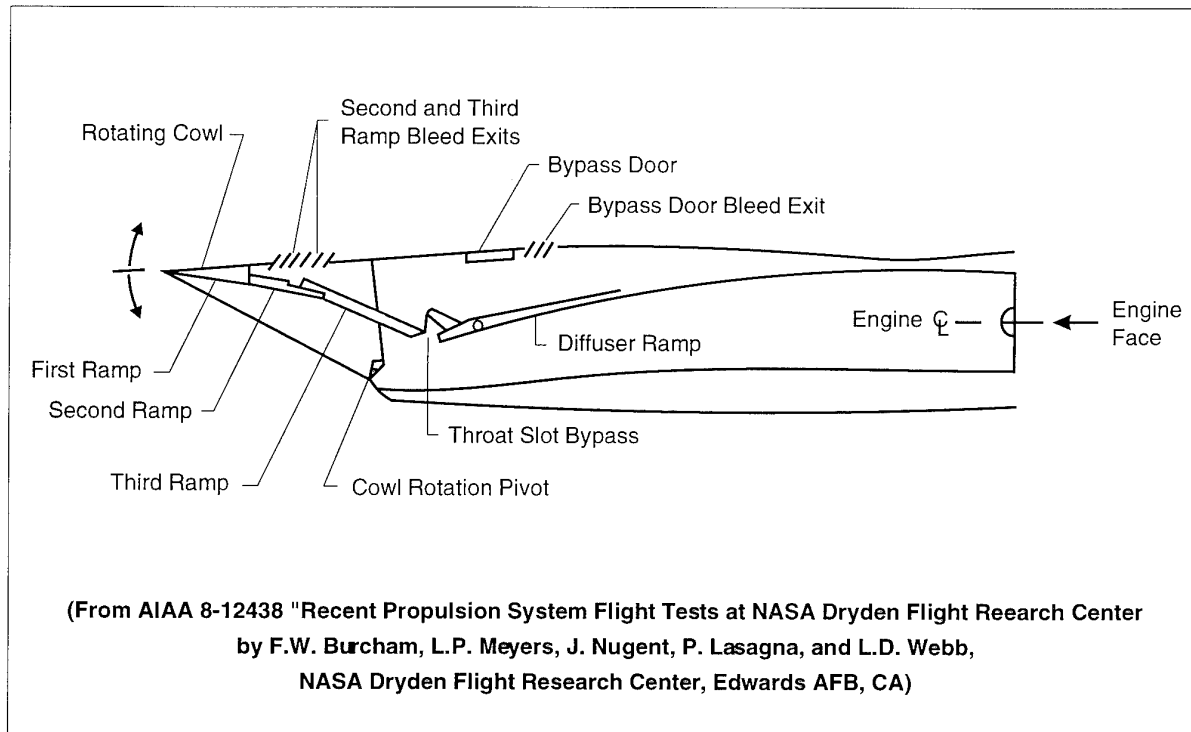 Second and Third
Ramp Bleed Exits
Rotating Cowl
Bypass Door
Bypass Door Bleed Exit
Engine ℄
Engine
Face
Diffuser Ramp
First Ramp
Second Ramp
Throat Slot Bypass
Third Ramp
Cowl Rotation Pivot
(From AIAA 8-12438 "Recent Propulsion System Flight Tests at NASA Dryden Flight Reearch Center
by F.W. Burcham, L.P. Meyers, J. Nugent, P. Lasagna, and L.D. Webb,
NASA Dryden Flight Research Center, Edwards AFB, CA)